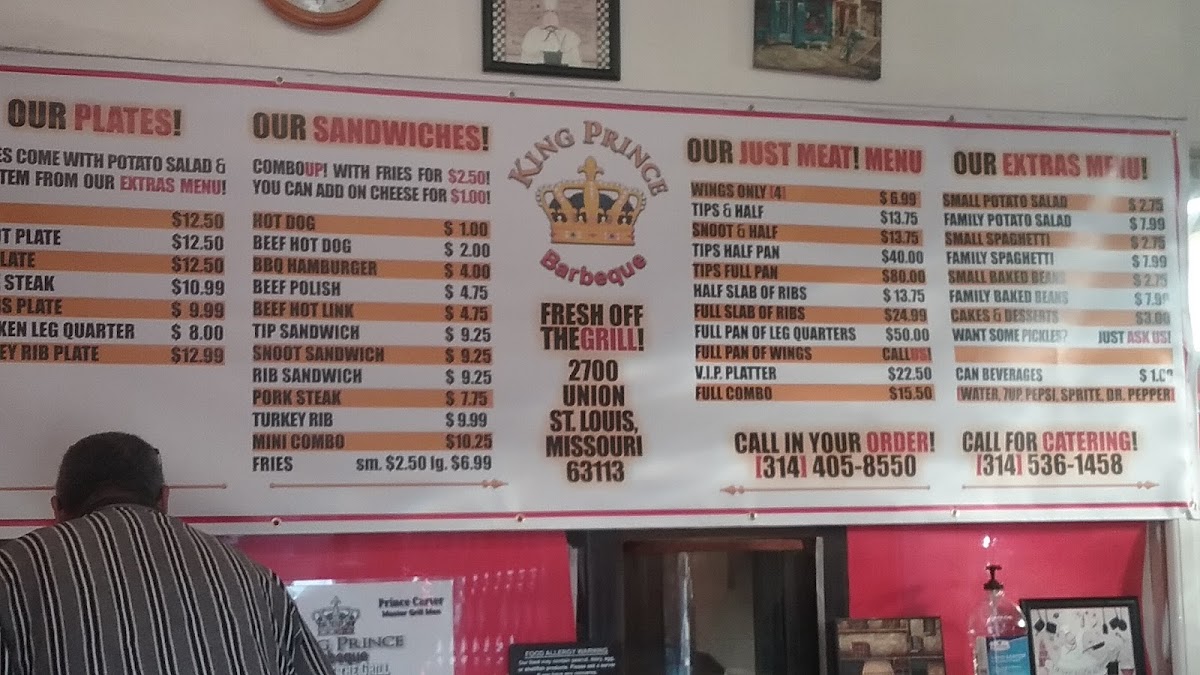 OUR PLATES!
COME WITH POTATO SALAD &
FROM OUR EXTRAS MENU!
$12.50
PLATE $12.50
$12.50
STEAK $10.99
PLATE $ 9.99
LEG QUARTER $ 8.00
RIB PLATE $12.99
OUR SANDWICHES!
COMBOUP! WITH FRIES FOR $2.50!
YOU CAN ADD ON CHEESE FOR $1.00!
HOT DOG $ 1.00
BEEF HOT DOG $ 2.00
BBQ HAMBURGER $ 4.00
BEEF POLISH $ 4.75
BEEF HOT LINK $ 4.75
TIP SANDWICH $ 9.25
SNOOT SANDWICH $ 9.25
RIB SANDWICH $ 9.25
PORK STEAK $ 7.75
TURKEY RIB $ 9.99
MINI COMBO $10.25
FRIES sm. $2.50 lg. $6.99
KING PRINCE
Barbeque
FRESH OFF
THEGRILL!
2700
UNION
ST. LOUIS,
MISSOURI
63113
OUR JUST MEAT! MENU
WINGS ONLY [4] $ 6.99
TIPS & HALF $13.75
SNOOT & HALF $13.75
TIPS HALF PAN $40.00
TIPS FULL PAN $80.00
HALF SLAB OF RIBS $ 13.75
FULL SLAB OF RIBS $24.99
FULL PAN OF LEG QUARTERS $50.00
FULL PAN OF WINGS CALLUS!
V.I.P. PLATTER $22.50
FULL COMBO $15.50
CALL IN YOUR ORDER!
[314] 405-8550
OUR EXTRAS MENU!
SMALL POTATO SALAD $ 2.75
FAMILY POTATO SALAD $ 7.99
SMALL SPAGHETTI $ 2.75
FAMILY SPAGHETTI $ 7.99
SMALL BAKED BEANS $ 2.75
FAMILY BAKED BEANS $ 7.99
CAKES & DESSERTS $3.00
WANT SOME PICKLES? JUST ASK US!
CAN BEVERAGES
[WATER, 7UP, PEPSI, SPRITE, DR. PEPPER]
CALL FOR CATERING!
[314] 536-1458
Prince Carter
Master Grill Man
PRINCE
FOOD ALLERGY WARNING